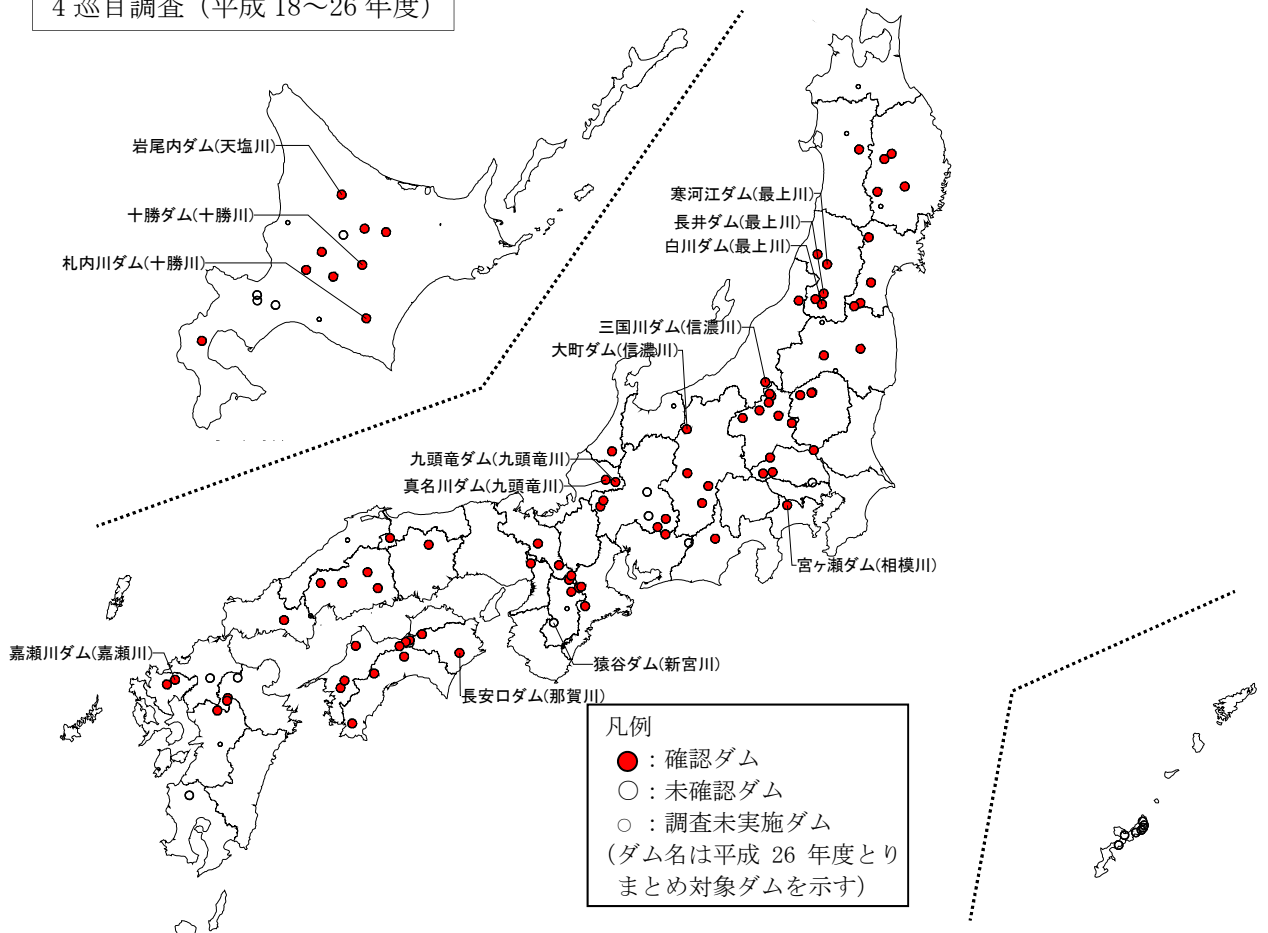 4 巡目調査（平成 18～26 年度）
岩尾内ダム(天塩川)
十勝ダム(十勝川)
札内川ダム(十勝川)
寒河江ダム(最上川)
長井ダム(最上川)
白川ダム(最上川)
三国川ダム(信濃川)
大町ダム(信濃川)
九頭竜ダム(九頭竜川)
真名川ダム(九頭竜川)
宮ヶ瀬ダム(相模川)
嘉瀬川ダム(嘉瀬川)
猿谷ダム(新宮川)
長安口ダム(那賀川)
凡例
：確認ダム
：未確認ダム
：調査未実施ダム
(ダム名は平成 26 年度とり
まとめ対象ダムを示す)